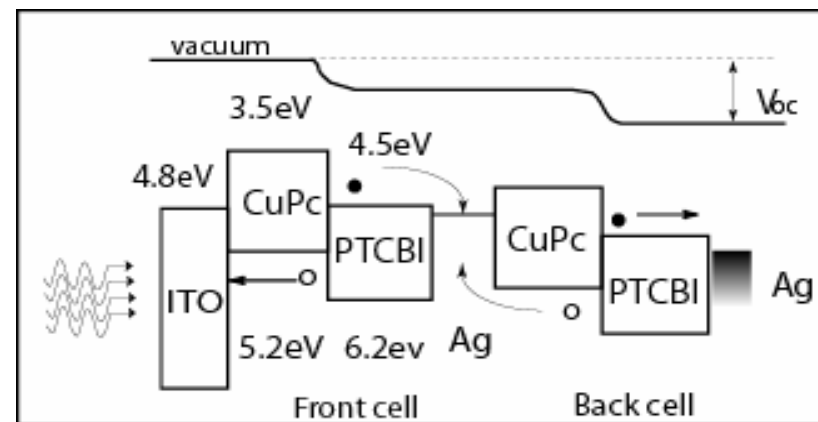 vacuum
Voc
3.5eV
4.5eV
4.8eV
CuPc
CuPc
PTCBI
PTCBI
ITO
Ag
5.2eV 6.2ev Ag
Front cell Back cell